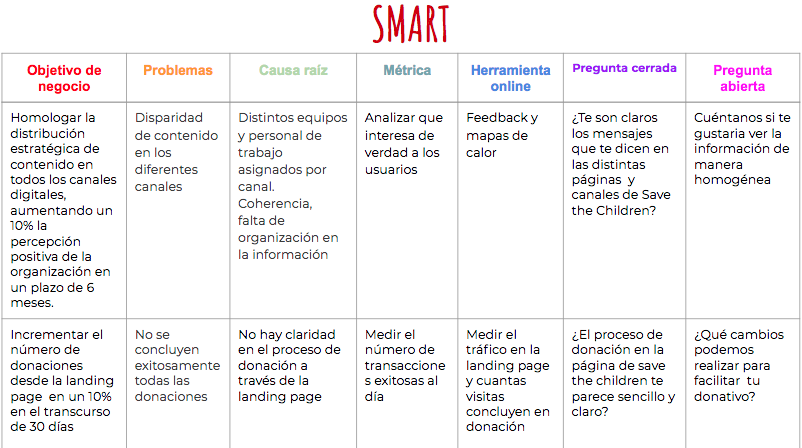 SMART
Objetivo de
negocio
Problemas
Causa raíz
Métrica
Herramienta
online
Pregunta cerrada
Pregunta
abierta
Homologar la
distribución
estratégica de
contenido en
todos los canales
digitales,
aumentando un
10% la
percepción
positiva de la
organización en
un plazo de 6
meses.
Disparidad
de contenido
en los
diferentes
canales
Distintos equipos
y personal de
trabajo
asignados por
canal.
Coherencia,
falta de
organización en
la información
Analizar que
interesa de
verdad a los
usuarios
Feedback y
mapas de
calor
¿Te son claros
los mensajes
que te dicen en
las distintas
páginas y
canales de Save
the Children?
Cuéntanos si te
gustaria ver la
información de
manera
homogénea
Incrementar el
número de
donaciones
desde la landing
page en un 10%
en el transcurso
de 30 días
No se
concluyen
exitosamente
todas las
donaciones
No hay claridad
en el proceso de
donación a
través de la
landing page
Medir el
número de
transaccione
s exitosas al
día
Medir el
tráfico en la
landing page
y cuantas
visitas
concluyen en
donación
¿El proceso de
donación en la
página de save
the children te
parece sencillo y
claro?
¿Qué cambios
podemos
realizar para
facilitar tu
donativo?